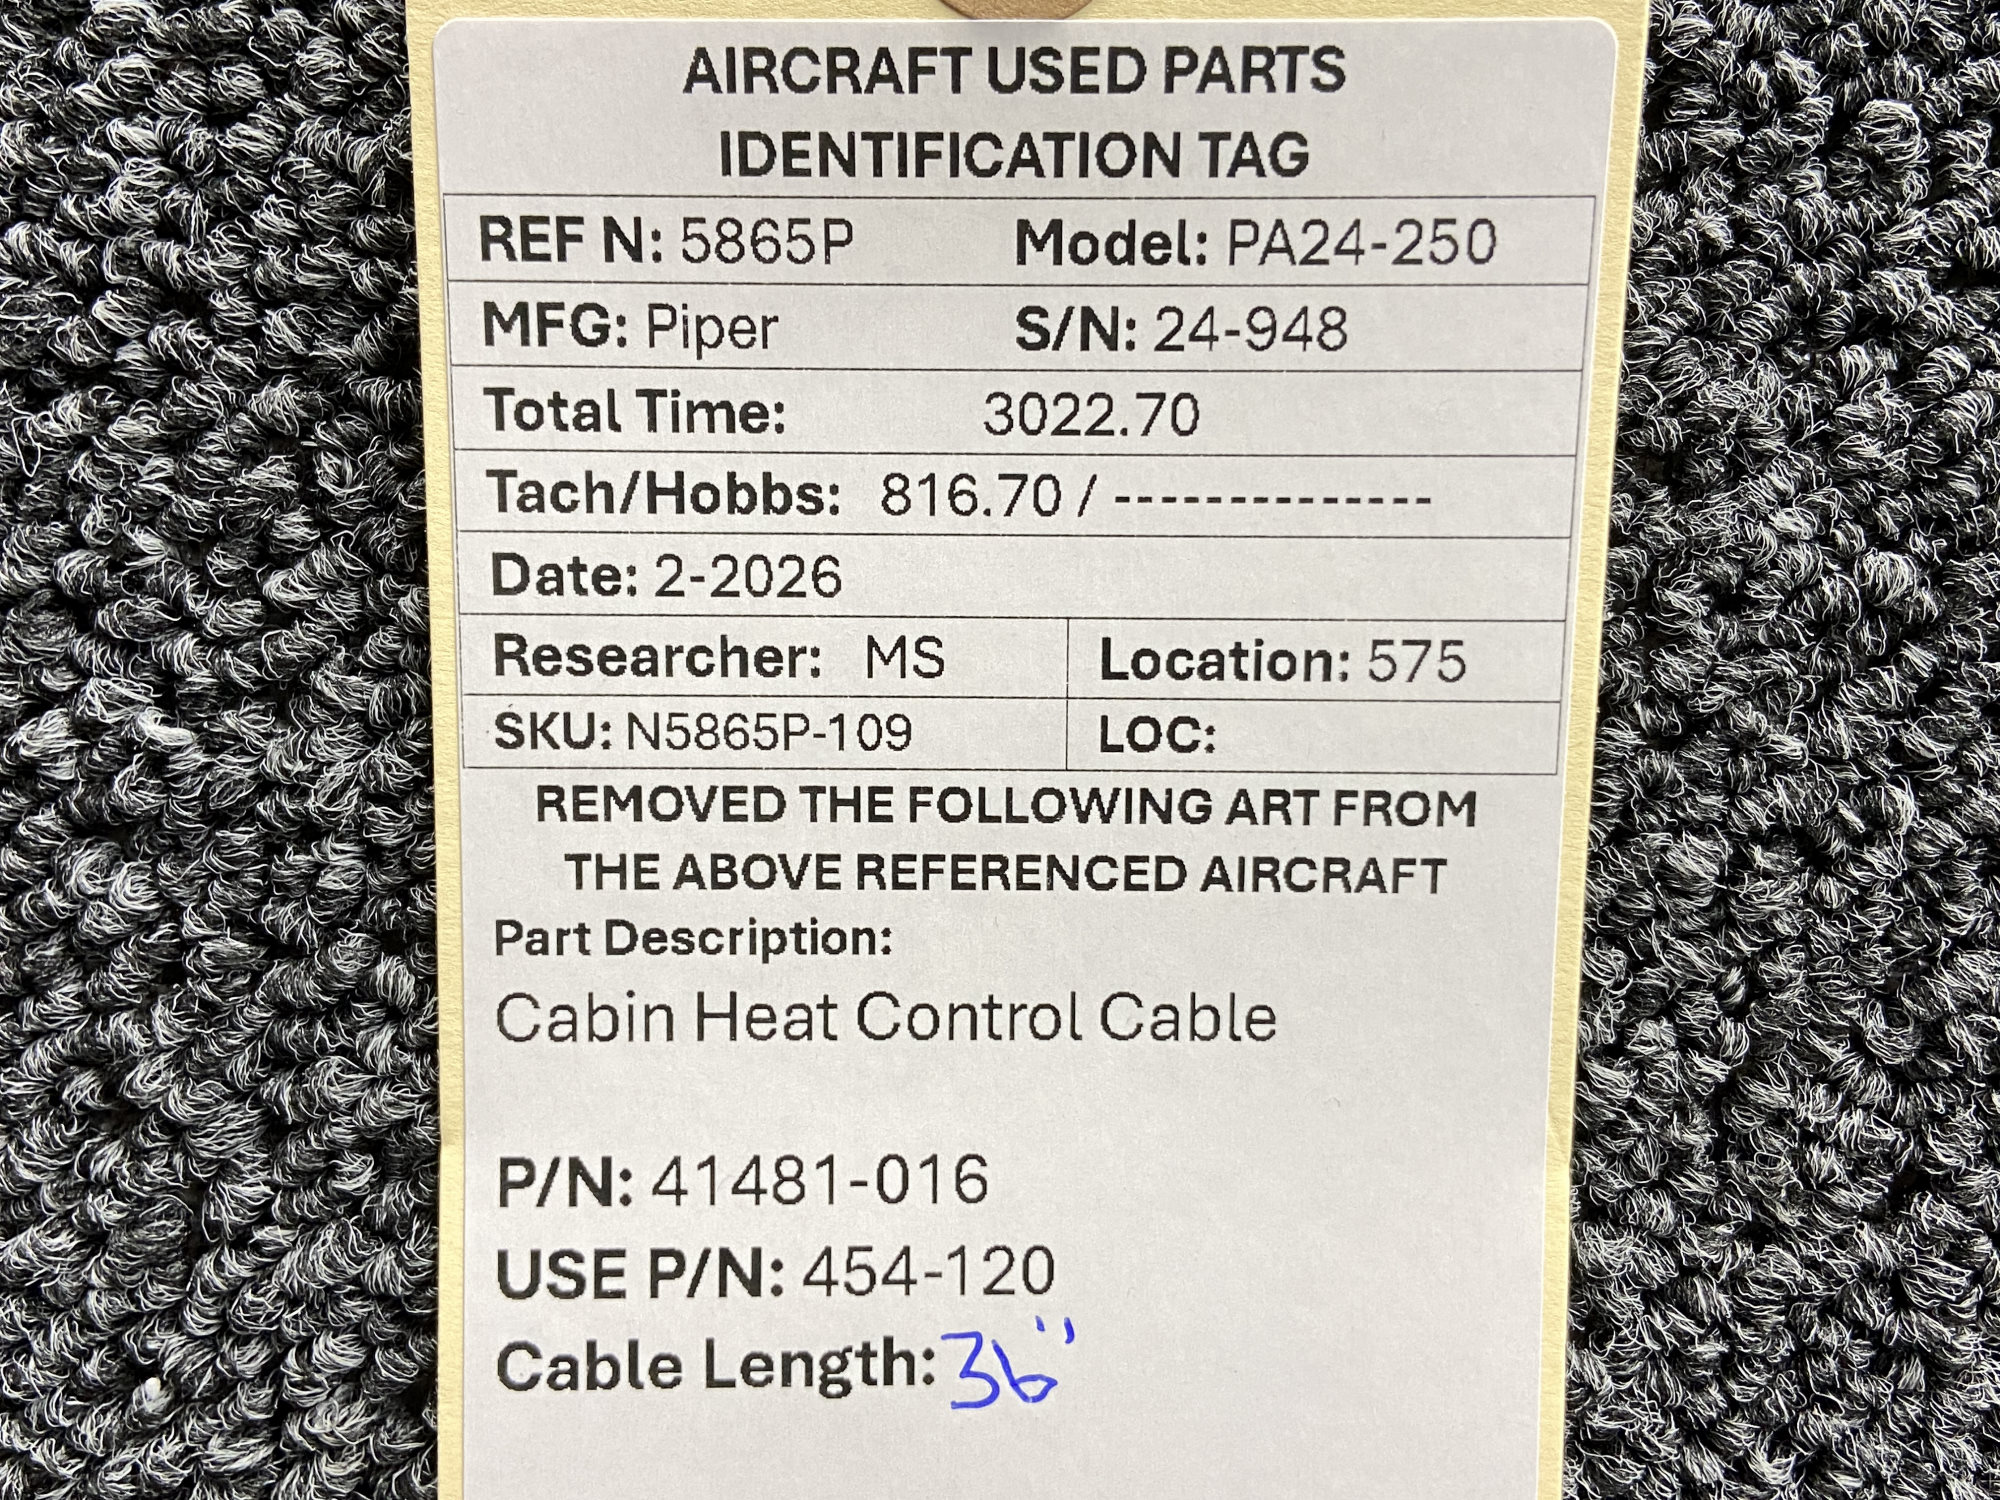 AIRCRAFT USED PARTS
IDENTIFICATION TAG
REF N: 5865P Model: PA24-250
MFG: Piper S/N: 24-948
Total Time: 3022.70
Tach/Hobbs: 816.70 / --------------
Date: 2-2026
Researcher: MS Location: 575
SKU: N5865P-109 LOC:
REMOVED THE FOLLOWING ART FROM
THE ABOVE REFERENCED AIRCRAFT
Part Description:
Cabin Heat Control Cable
P/N: 41481-016
USE P/N: 454-120
Cable Length: 36"